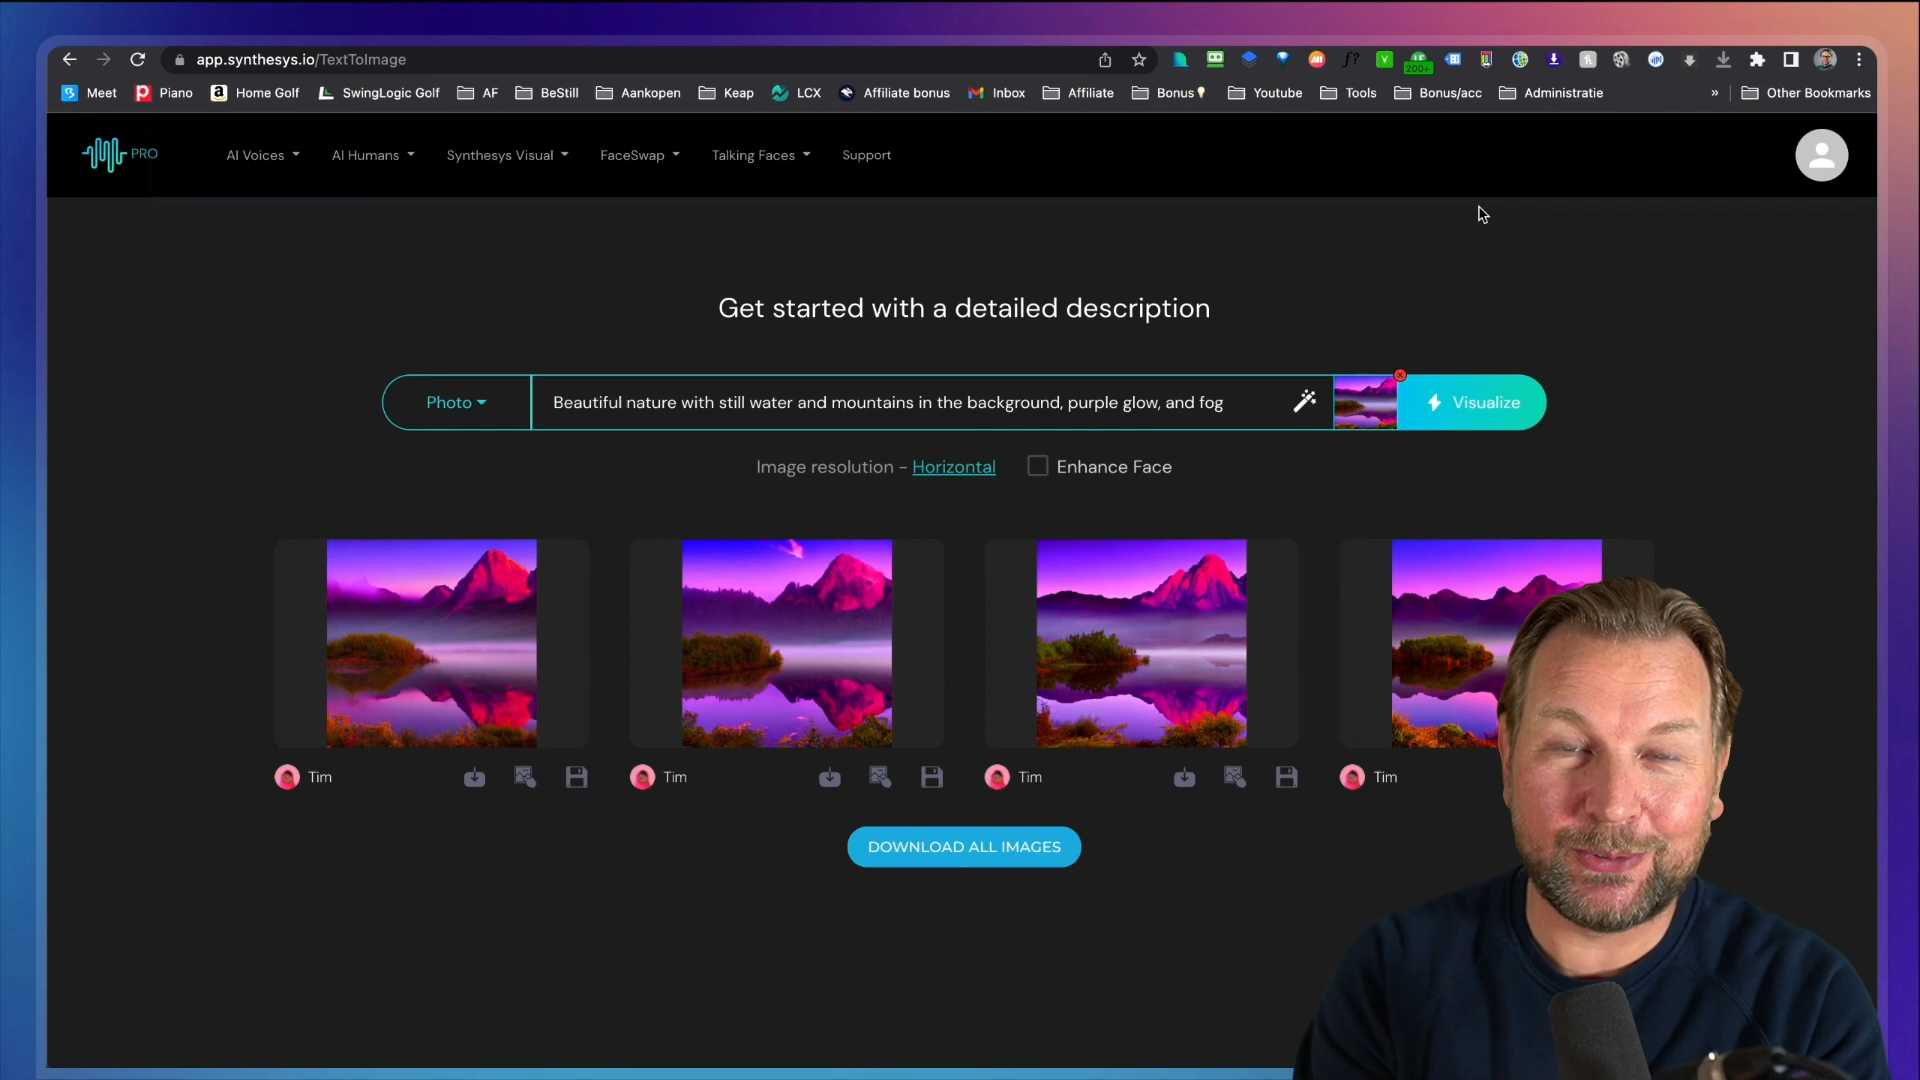 app.synthesys.io/TextToImage
200+
Meet Piano Home Golf SwingLogic Golf AF BeStill Aankopen Keap LCX Affiliate bonus Inbox Affiliate Bonus Youtube Tools Bonus/acc Administratie » Other Bookmarks
PRO AI Voices AI Humans Synthesys Visual FaceSwap Talking Faces Support
Get started with a detailed description
Photo Beautiful nature with still water and mountains in the background, purple glow, and fog Visualize
Image resolution - Horizontal Enhance Face
Tim Tim Tim Tim
DOWNLOAD ALL IMAGES